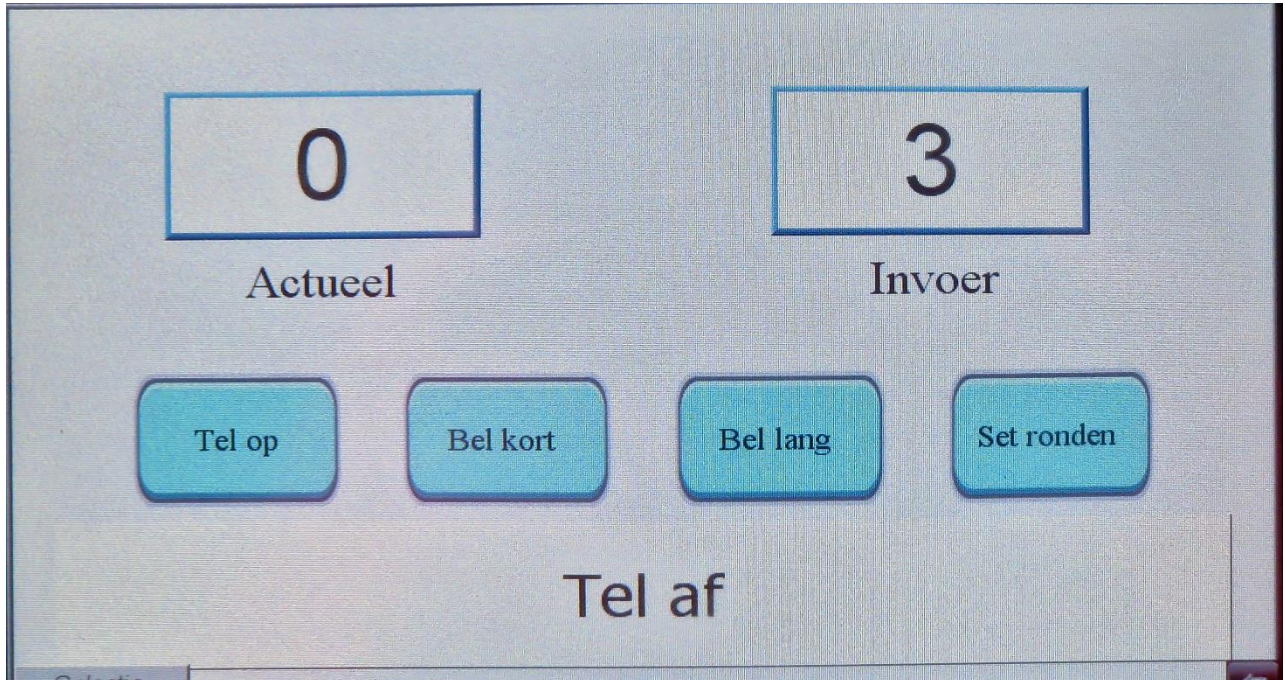 0
3
Actueel
Invoer
Tel op
Bel kort
Bel lang
Set ronden
Tel af